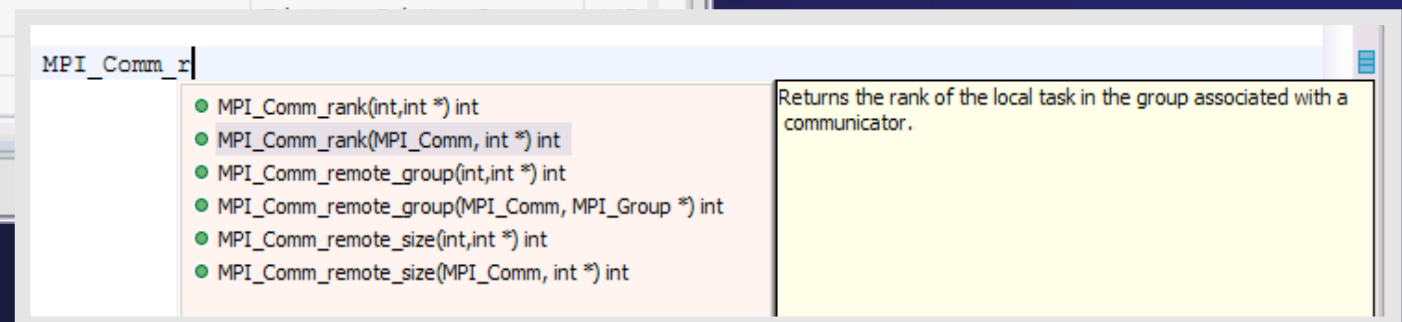 MPI_Comm_r
MPI_Comm_rank(int,int *) int
MPI_Comm_rank(MPI_Comm, int *) int
MPI_Comm_remote_group(int,int *) int
MPI_Comm_remote_group(MPI_Comm, MPI_Group *) int
MPI_Comm_remote_size(int,int *) int
MPI_Comm_remote_size(MPI_Comm, int *) int
Returns the rank of the local task in the group associated with a
communicator.